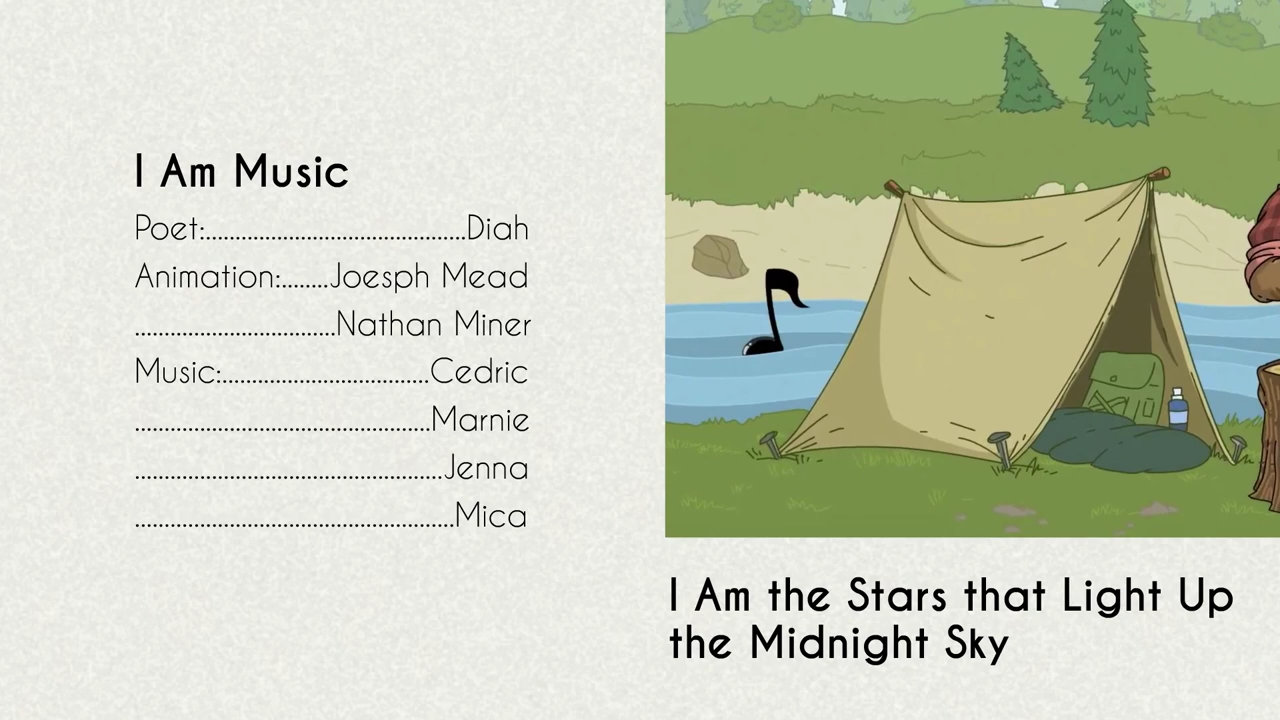 I Am Music
Poet:............................................Diah
Animation:........Joesph Mead
..................................Nathan Miner
Music:...................................Cedric
..................................................Marnie
....................................................Jenna
......................................................Mica
I Am the Stars that Light Up
the Midnight Sky